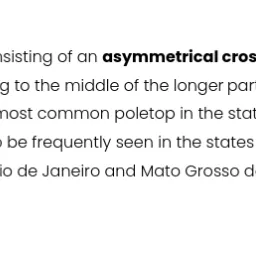 nsisting of an asymmetrical cros
g to the middle of the longer part
most common poletop in the stat
o be frequently seen in the states
io de Janeiro and Mato Grosso d